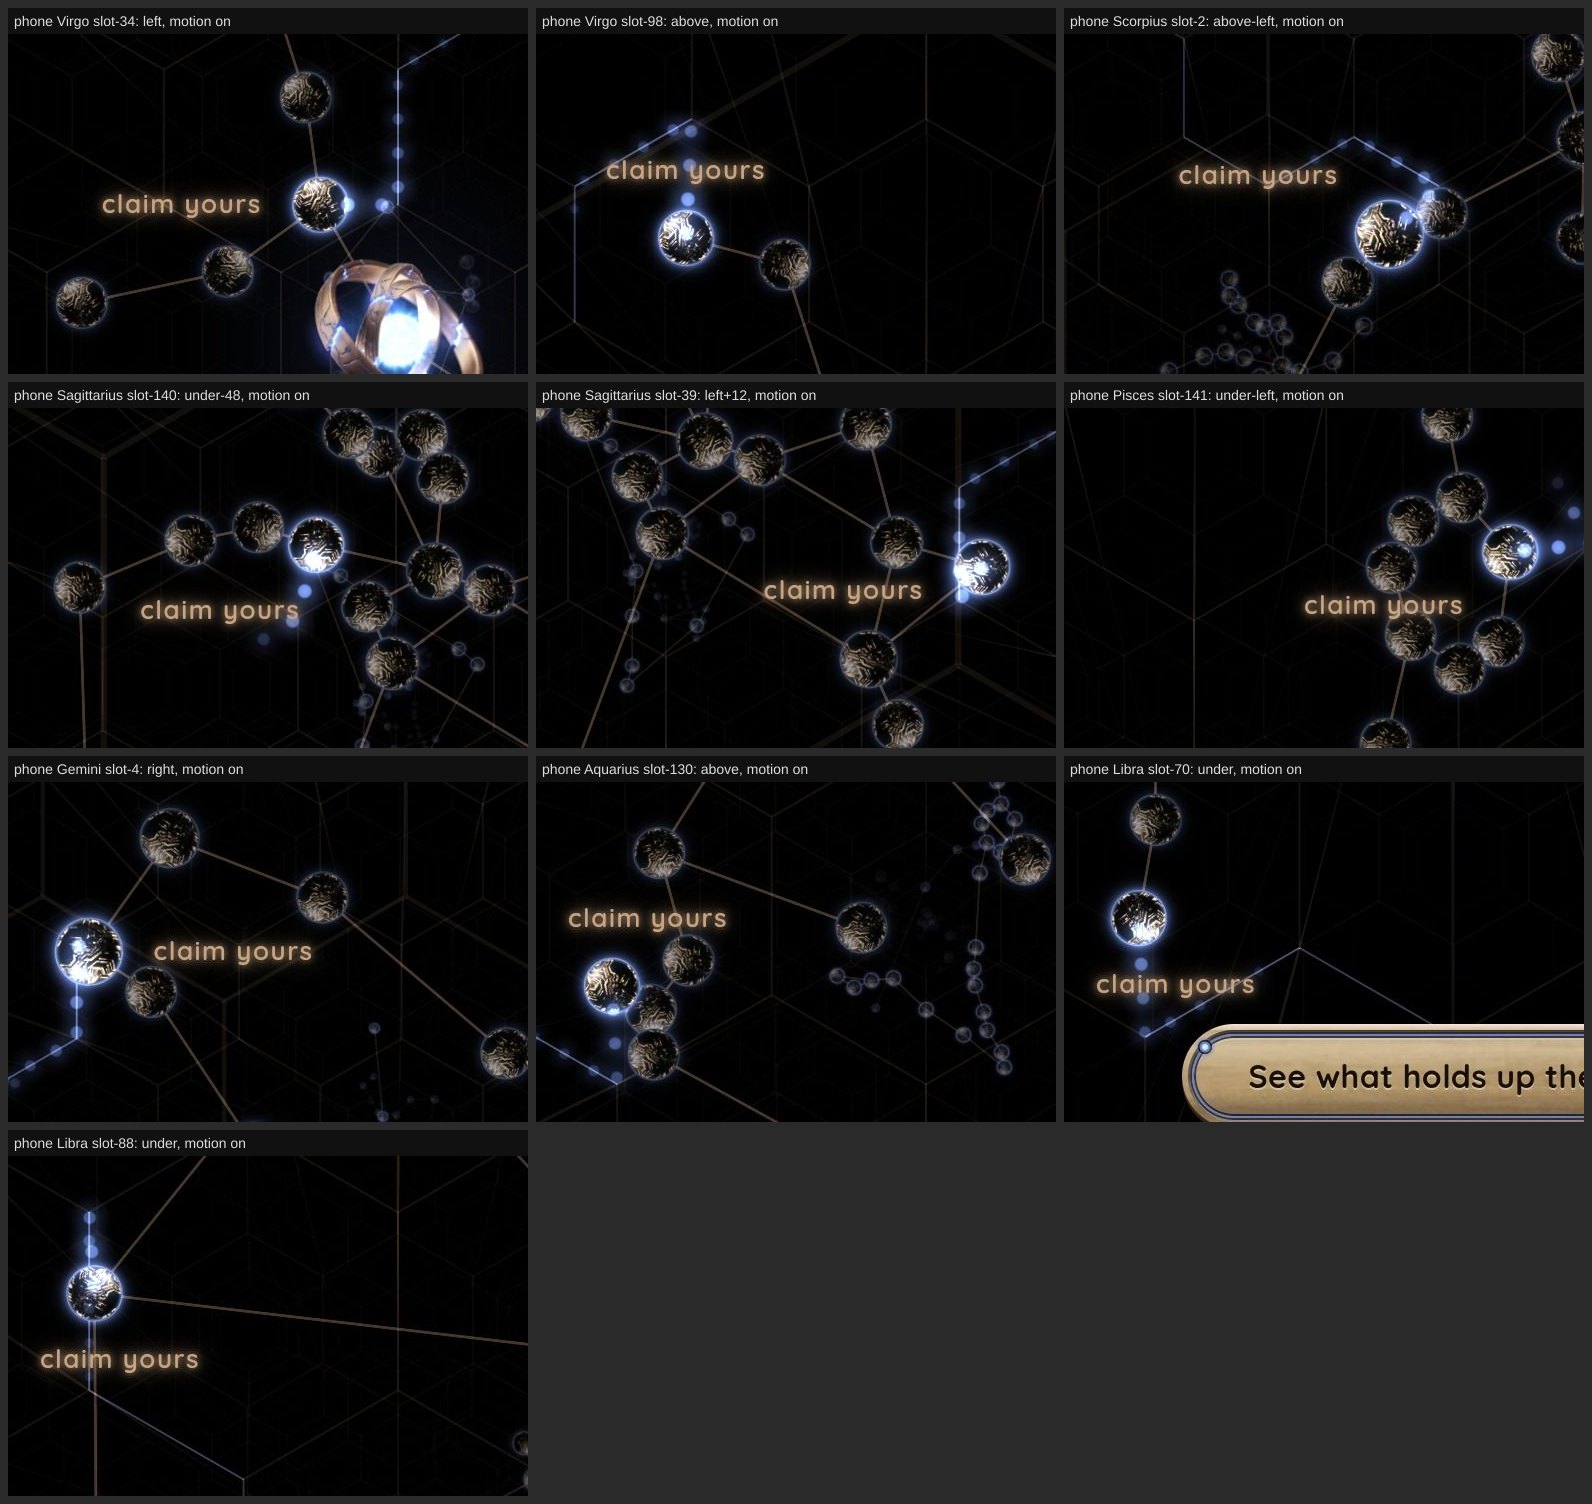 phone Virgo slot-34: left, motion on
phone Virgo slot-98: above, motion on
phone Scorpius slot-2: above-left, motion on
claim yours
claim yours
claim yours
phone Sagittarius slot-140: under-48, motion on
phone Sagittarius slot-39: left+12, motion on
phone Pisces slot-141: under-left, motion on
claim yours
claim yours
claim yours
phone Gemini slot-4: right, motion on
phone Aquarius slot-130: above, motion on
phone Libra slot-70: under, motion on
claim yours
claim yours
claim yours
See what holds up the
phone Libra slot-88: under, motion on
claim yours